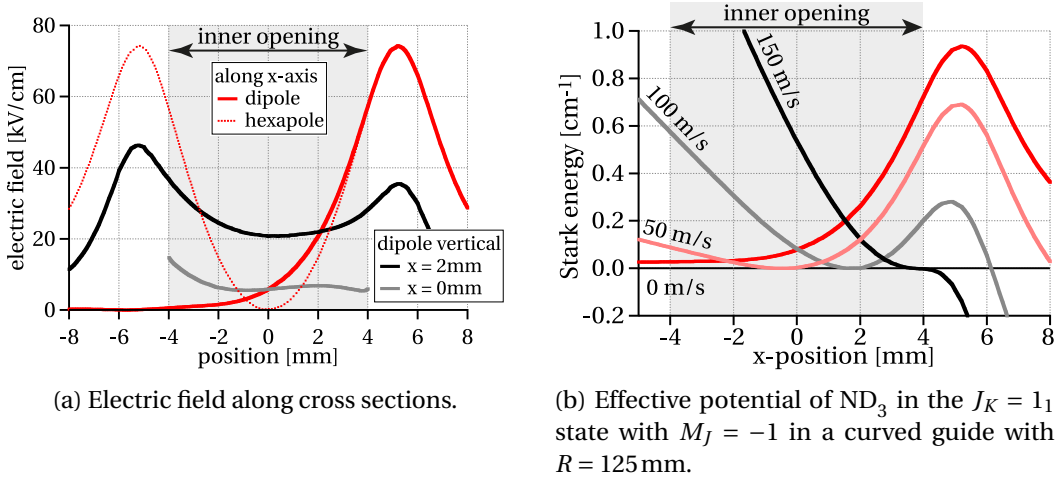 80
60
40
20
0
electric field [kV/cm]
inner opening
along x-axis
dipole
hexapole
dipole vertical
x = 2mm
x = 0mm
-8 -6 -4 -2 0 2 4 6 8
position [mm]
(a) Electric field along cross sections.
1.0
0.8
0.6
0.4
0.2
0.0
-0.2
Stark energy [cm⁻¹]
inner opening
150 m/s
100 m/s
50 m/s
0 m/s
-4 -2 0 2 4 6 8
x-position [mm]
(b) Effective potential of ND₃ in the J_K = 1₁
state with M_J = −1 in a curved guide with
R = 125 mm.